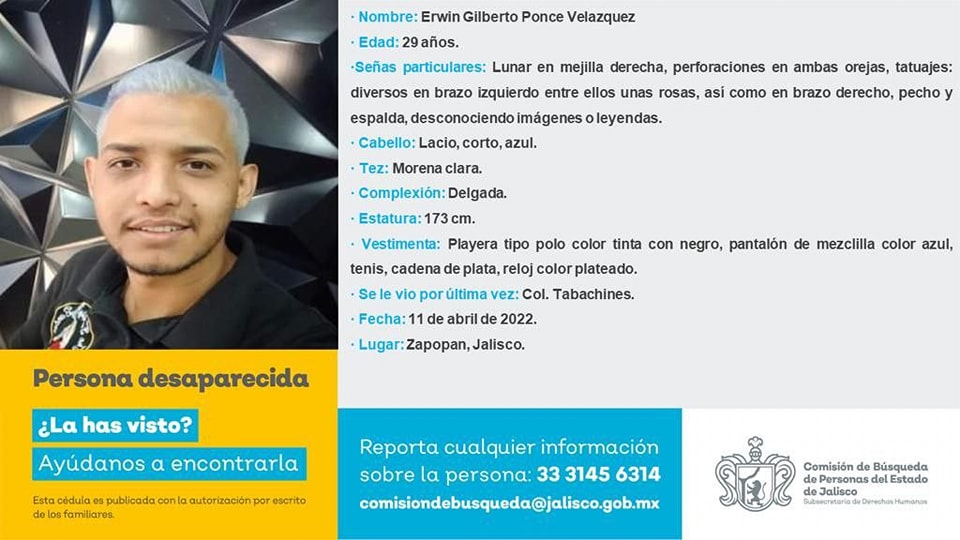 · Nombre: Erwin Gilberto Ponce Velazquez
· Edad: 29 años.
·Señas particulares: Lunar en mejilla derecha, perforaciones en ambas orejas, tatuajes:
diversos en brazo izquierdo entre ellos unas rosas, así como en brazo derecho, pecho y
espalda, desconociendo imágenes o leyendas.
· Cabello: Lacio, corto, azul.
· Tez: Morena clara.
· Complexión: Delgada.
· Estatura: 173 cm.
· Vestimenta: Playera tipo polo color tinta con negro, pantalón de mezclilla color azul,
tenis, cadena de plata, reloj color plateado.
· Se le vio por última vez: Col. Tabachines.
· Fecha: 11 de abril de 2022.
· Lugar: Zapopan, Jalisco.
Persona desaparecida
¿La has visto?
Ayúdanos a encontrarla
Esta cédula es publicada con la autorización por escrito
de los familiares.
Reporta cualquier información
sobre la persona: 33 3145 6314
comisiondebusqueda@jalisco.gob.mx
Comisión de Búsqueda
de Personas del Estado
de Jalisco
Subsecretaría de Derechos Humanos